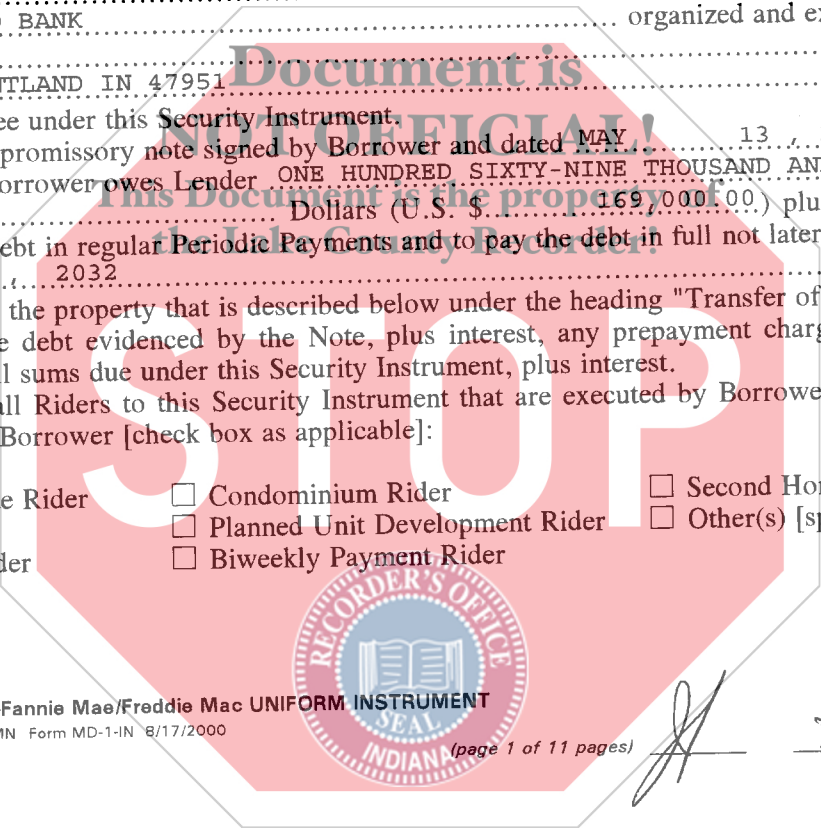 BANK organized and
TLAND IN 47951
Document is
ee under this Security Instrument.
NOT OFFICIAL!
promissory note signed by Borrower and dated MAY 13 ,
orrower owes Lender ONE HUNDRED SIXTY-NINE THOUSAND AN
This Document is the property of
Dollars (U.S. $ 169,000.00 ) plu
ebt in regular Periodic Payments and to pay the debt in full not later
the Lake County Recorder!
, 2032
the property that is described below under the heading "Transfer of
e debt evidenced by the Note, plus interest, any prepayment charg
l sums due under this Security Instrument, plus interest.
all Riders to this Security Instrument that are executed by Borrowe
Borrower [check box as applicable]:
STOP
e Rider □ Condominium Rider □ Second Ho
□ Planned Unit Development Rider □ Other(s) [sp
der □ Biweekly Payment Rider
RECORDER'S OFFICE
SEAL
INDIANA
-Fannie Mae/Freddie Mac UNIFORM INSTRUMENT
MN Form MD-1-IN 8/17/2000
(page 1 of 11 pages)